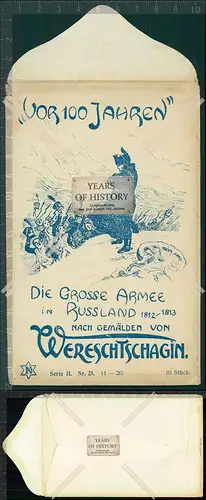 „VOR 100 JAHREN"
YEARS
OF HISTORY
DIE GROSSE ARMEE
IN RUSSLAND 1812-1813
NACH GEMÄLDEN VON
WERESCHTSCHAGIN.
Serie II. Nr. 25. 11—20. 10 Stück.
YEARS
OF HISTORY